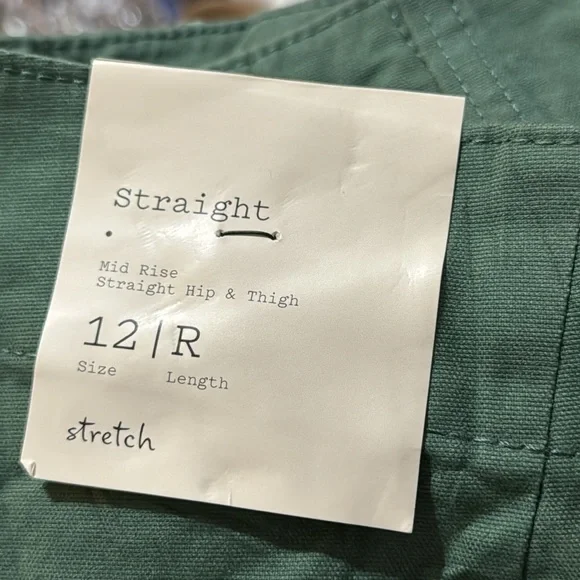 Straight
Mid Rise
Straight Hip & Thigh
12|R
Size Length
stretch